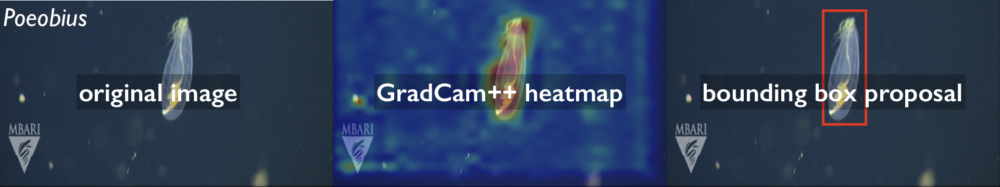 Poeobius
original image
GradCam++ heatmap
bounding box proposal
MBARI
MBARI
MBARI